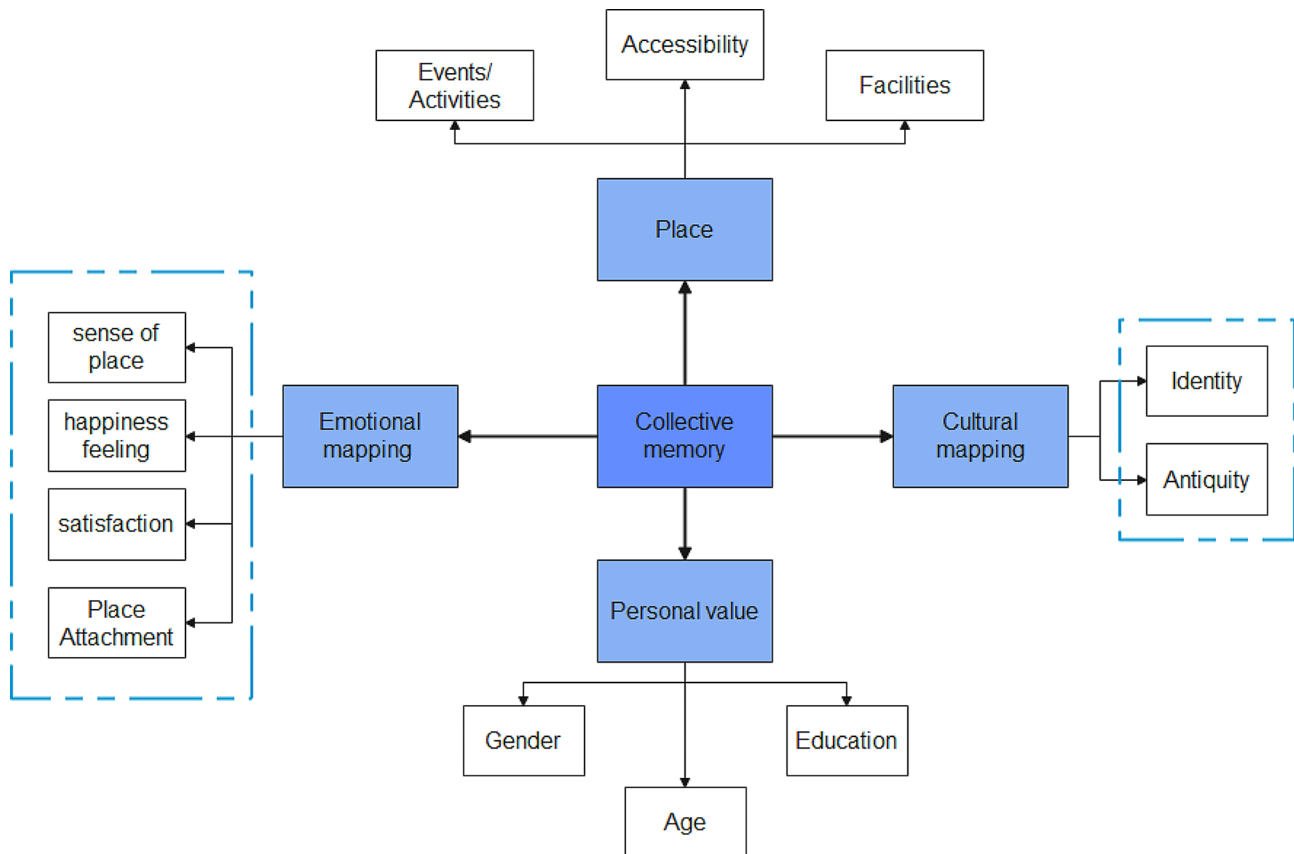 Accessibility
Events/
Activities
Facilities
Place
sense of
place
happiness
feeling
satisfaction
Place
Attachment
Emotional
mapping
Collective
memory
Cultural
mapping
Identity
Antiquity
Personal value
Gender
Education
Age